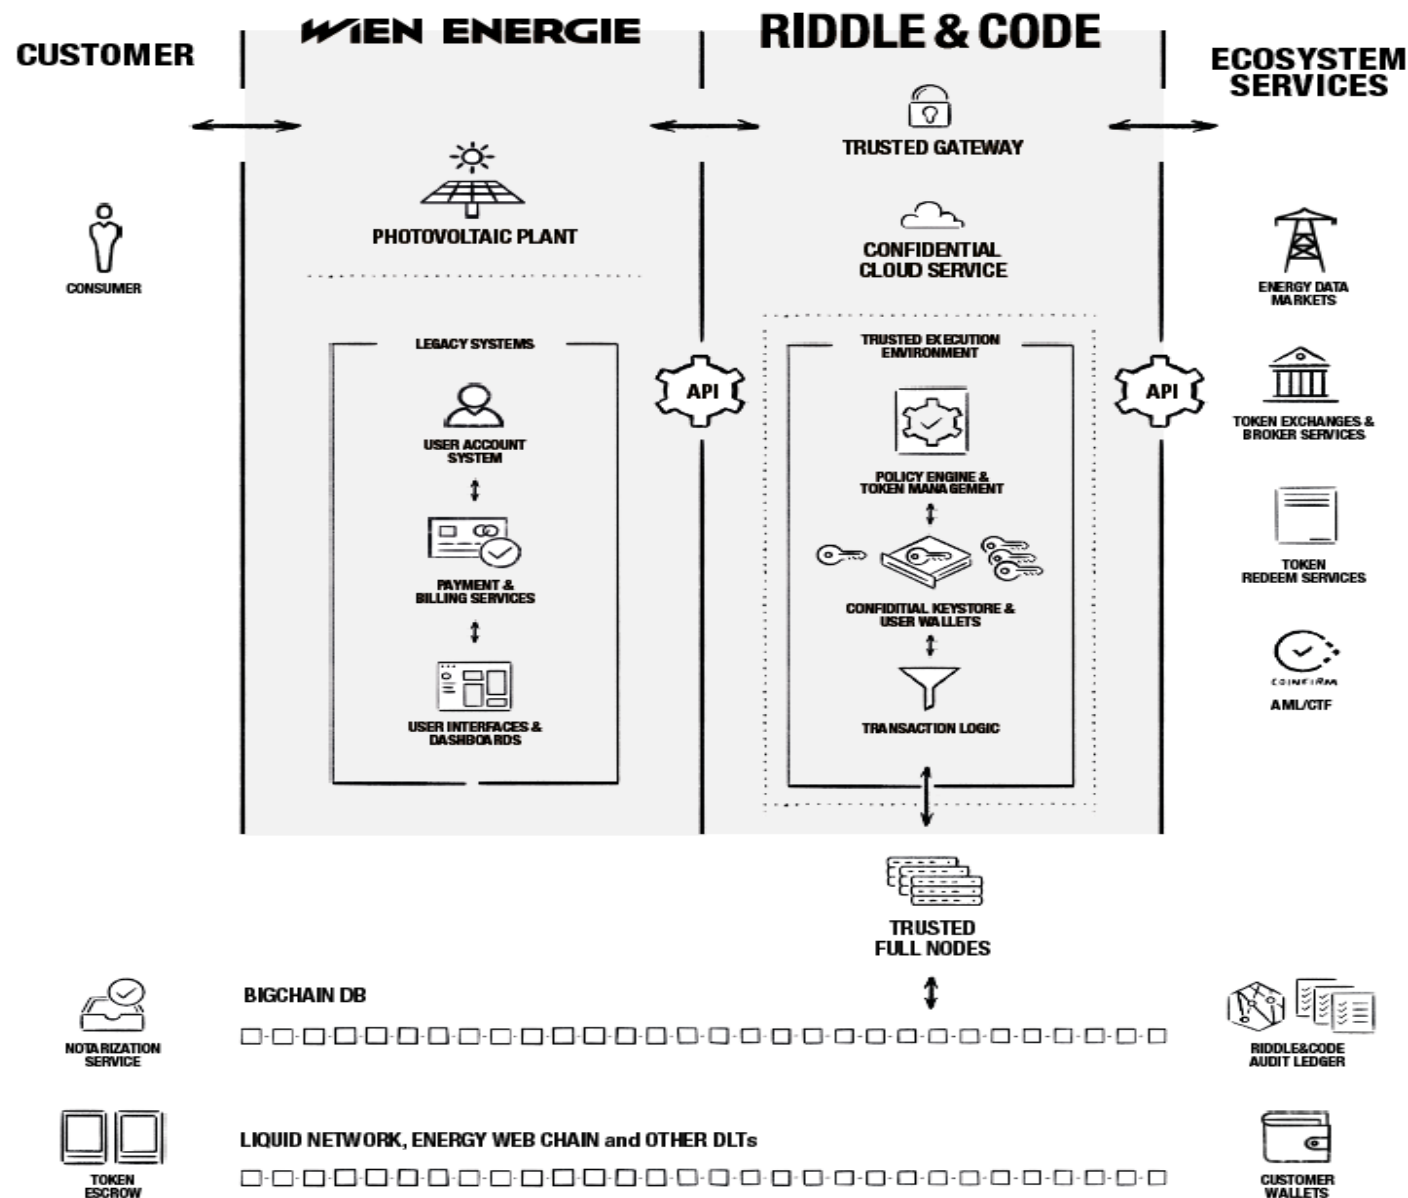 CUSTOMER
WIEN ENERGIE
RIDDLE & CODE
ECOSYSTEM
SERVICES
TRUSTED GATEWAY
PHOTOVOLTAIC PLANT
CONFIDENTIAL
CLOUD SERVICE
CONSUMER
ENERGY DATA
MARKETS
LEGACY SYSTEMS
TRUSTED EXECUTION
ENVIRONMENT
API
API
USER ACCOUNT
SYSTEM
POLICY ENGINE &
TOKEN MANAGEMENT
TOKEN EXCHANGES &
BROKER SERVICES
PAYMENT &
BILLING SERVICES
CONFIDITIAL KEYSTORE &
USER WALLETS
TOKEN
REDEEM SERVICES
USER INTERFACES &
DASHBOARDS
TRANSACTION LOGIC
COINFIRM
AML/CTF
TRUSTED
FULL NODES
BIGCHAIN DB
NOTARIZATION
SERVICE
RIDDLE&CODE
AUDIT LEDGER
LIQUID NETWORK, ENERGY WEB CHAIN and OTHER DLTs
TOKEN
ESCROW
CUSTOMER
WALLETS